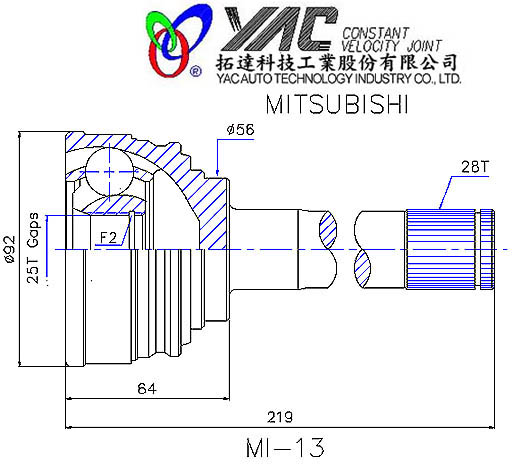 YAC CONSTANT
VELOCITY JOINT
拓達科技工業股份有限公司
YAC AUTO TECHNOLOGY INDUSTRY CO., LTD.
®
MITSUBISHI
ø56
28T
ø92
25T Gaps
F2
64
219
MI-13